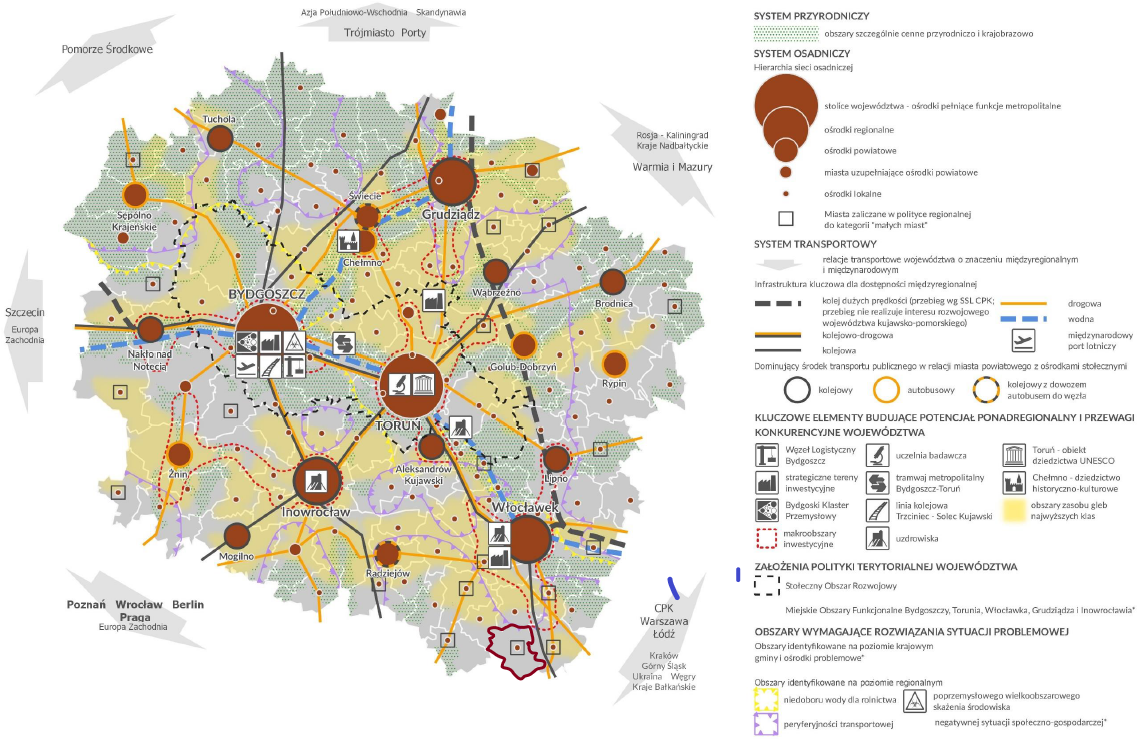 Azja Południowo-Wschodnia Skandynawia
Trójmiasto Porty
Pomorze Środkowe
Rosja - Kaliningrad
Kraje Nadbałtyckie
Warmia i Mazury
Szczecin
Europa
Zachodnia
Poznań Wrocław Berlin
Praga
Europa Zachodnia
CPK
Warszawa
Łódź
Kraków
Górny Śląsk
Ukraina Węgry
Kraje Bałkańskie
Tuchola
Sępólno
Krajeńskie
Świecie
Grudziądz
Chełmno
BYDGOSZCZ
Wąbrzeźno
Brodnica
Nakło nad
Notecią
Golub-Dobrzyń
Rypin
TORUŃ
Żnin
Aleksandrów
Kujawski
Lipno
Inowrocław
Włocławek
Mogilno
Radziejów
SYSTEM PRZYRODNICZY
obszary szczególnie cenne przyrodniczo i krajobrazowo
SYSTEM OSADNICZY
Hierarchia sieci osadniczej
stolice województwa - ośrodki pełniące funkcje metropolitalne
ośrodki regionalne
ośrodki powiatowe
miasta uzupełniające ośrodki powiatowe
ośrodki lokalne
Miasta zaliczane w polityce regionalnej
do kategorii "małych miast"
SYSTEM TRANSPORTOWY
relacje transportowe województwa o znaczeniu międzyregionalnym
i międzynarodowym
Infrastruktura kluczowa dla dostępności międzyregionalnej
kolej dużych prędkości (przebieg wg SSL CPK;
przebieg nie realizuje interesu rozwojowego
województwa kujawsko-pomorskiego)
kolejowo-drogowa
kolejowa
drogowa
wodna
międzynarodowy
port lotniczy
Dominujący środek transportu publicznego w relacji miasta powiatowego z ośrodkami stołecznymi
kolejowy
autobusowy
kolejowy z dowozem
autobusem do węzła
KLUCZOWE ELEMENTY BUDUJĄCE POTENCJAŁ PONADREGIONALNY I PRZEWAGI
KONKURENCYJNE WOJEWÓDZTWA
Węzeł Logistyczny
Bydgoszcz
uczelnia badawcza
Toruń - obiekt
dziedzictwa UNESCO
strategiczne tereny
inwestycyjne
tramwaj metropolitalny
Bydgoszcz-Toruń
Chełmno - dziedzictwo
historyczno-kulturowe
Bydgoski Klaster
Przemysłowy
linia kolejowa
Trzciniec - Solec Kujawski
obszary zasobu gleb
najwyższych klas
makroobszary
inwestycyjne
uzdrowiska
ZAŁOŻENIA POLITYKI TERYTORIALNEJ WOJEWÓDZTWA
Stołeczny Obszar Rozwojowy
Miejskie Obszary Funkcjonalne Bydgoszczy, Torunia, Włocławka, Grudziądza i Inowrocławia*
OBSZARY WYMAGAJĄCE ROZWIĄZANIA SYTUACJI PROBLEMOWEJ
Obszary identyfikowane na poziomie krajowym
gminy i ośrodki problemowe*
Obszary identyfikowane na poziomie regionalnym
niedoboru wody dla rolnictwa
poprzemysłowego wielkoobszarowego
skażenia środowiska
peryferyjności transportowej
negatywnej sytuacji społeczno-gospodarczej*